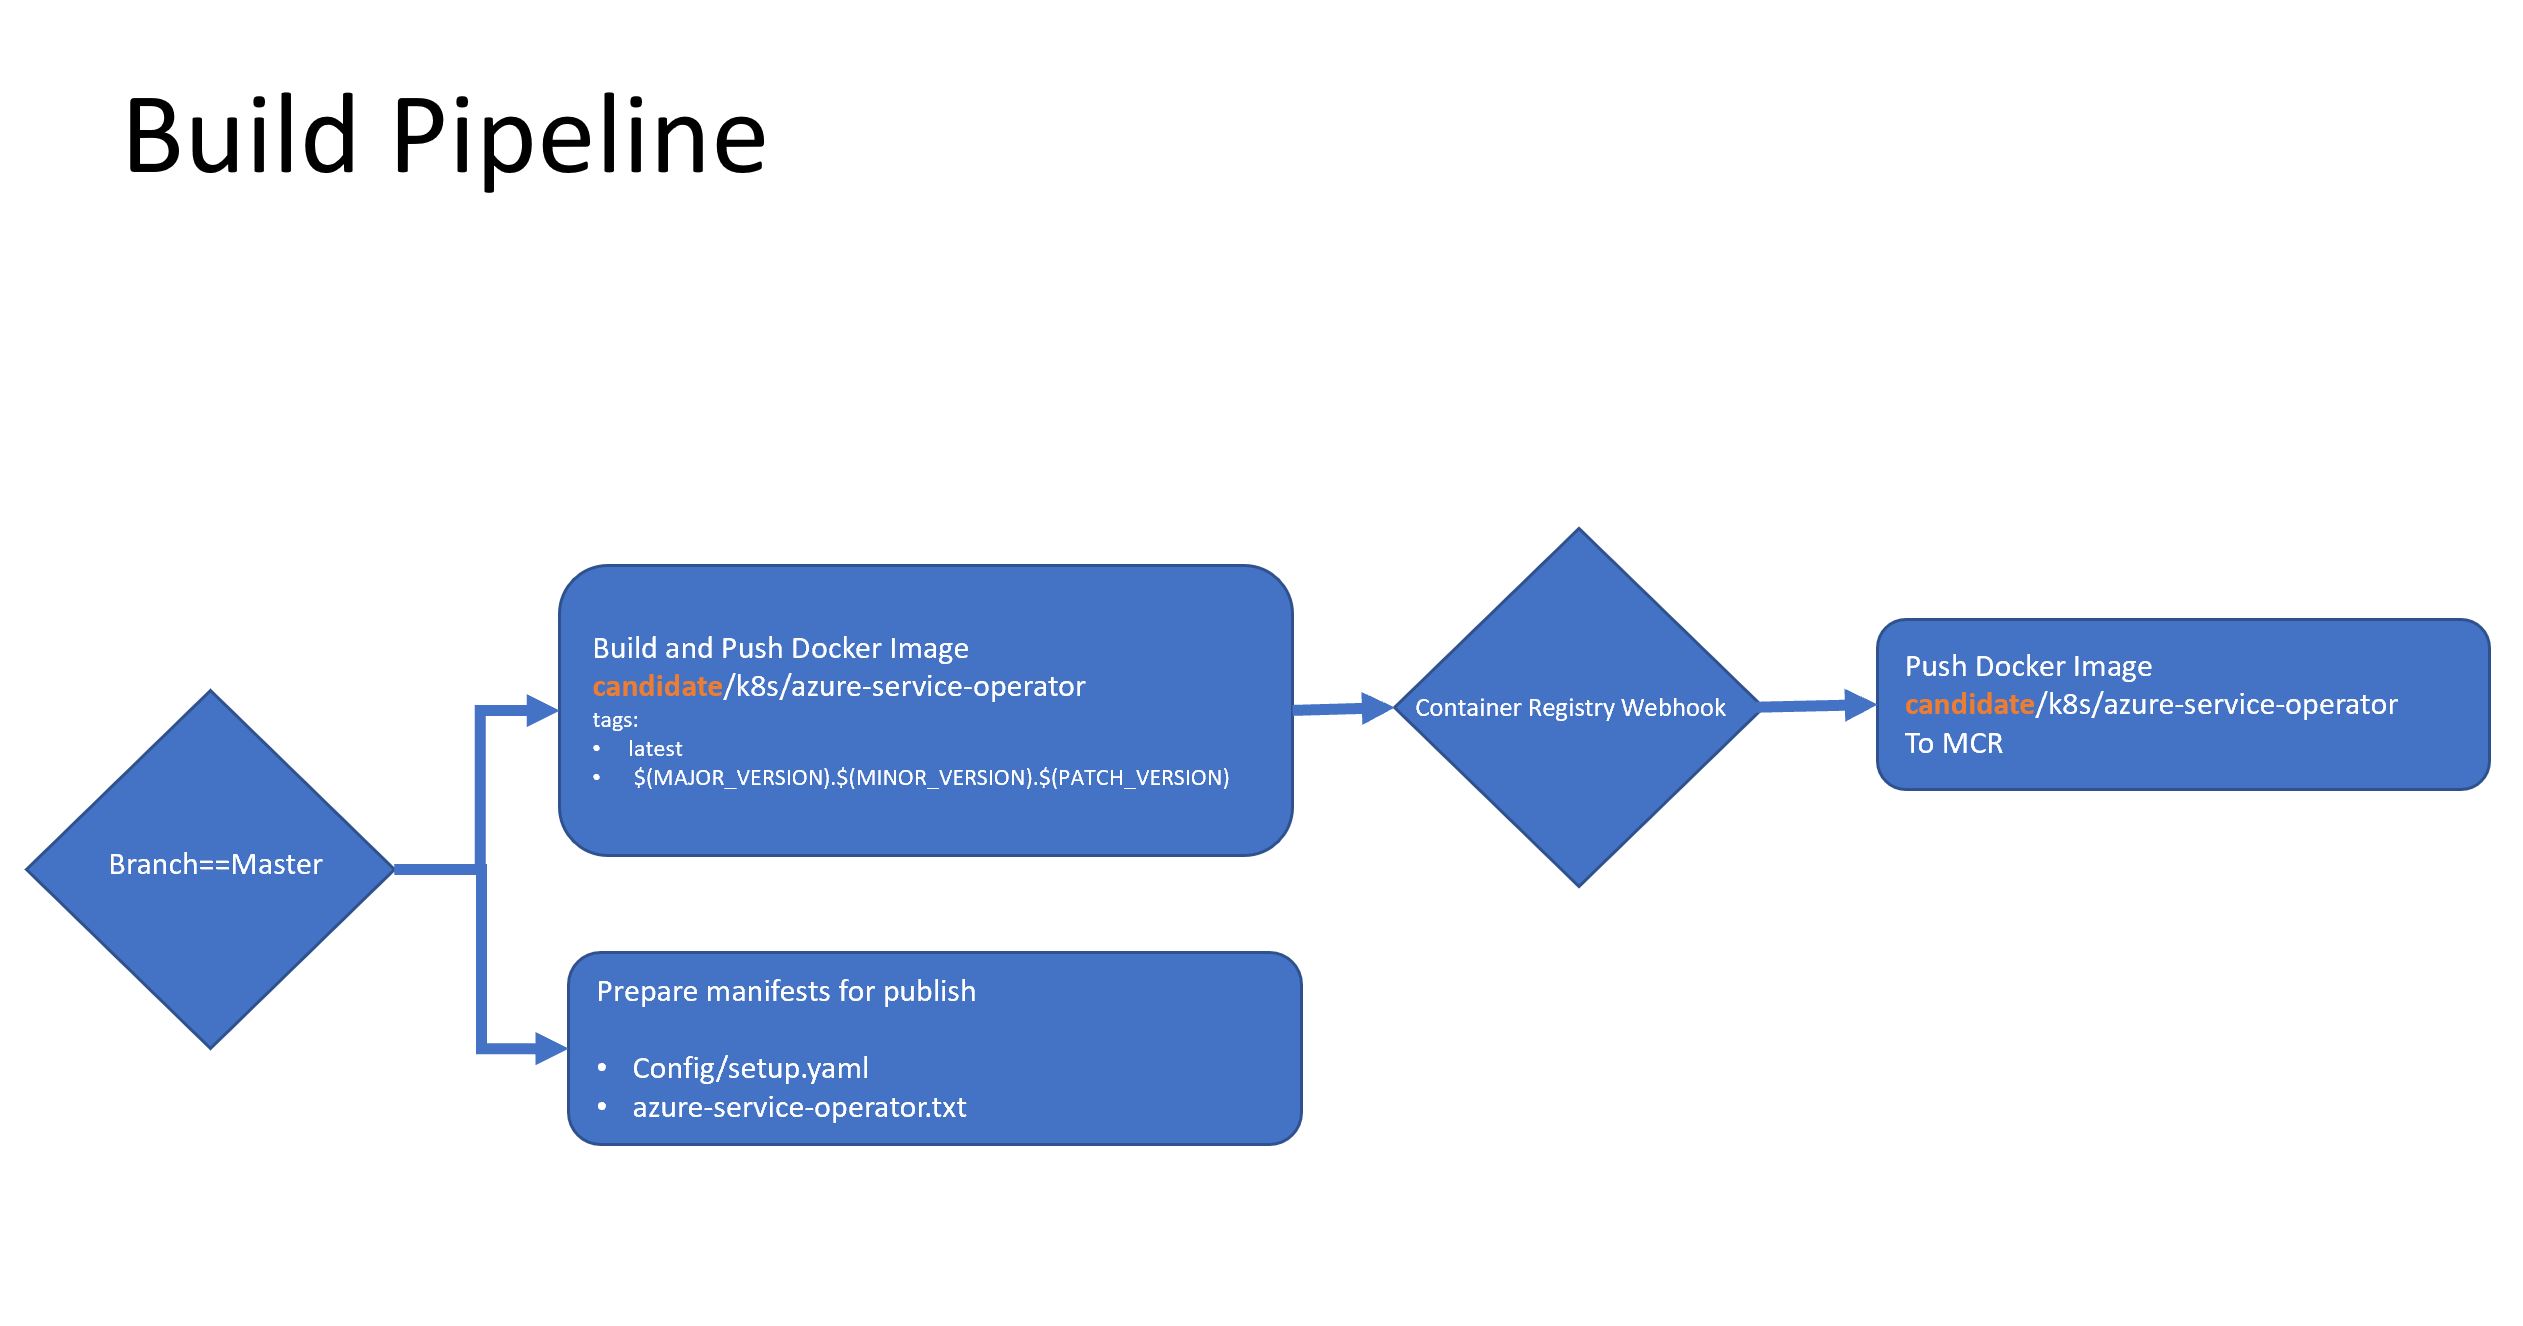 Build Pipeline
Branch==Master
Build and Push Docker Image
candidate/k8s/azure-service-operator
tags:
• latest
• $(MAJOR_VERSION).$(MINOR_VERSION).$(PATCH_VERSION)
Prepare manifests for publish
• Config/setup.yaml
• azure-service-operator.txt
Container Registry Webhook
Push Docker Image
candidate/k8s/azure-service-operator
To MCR